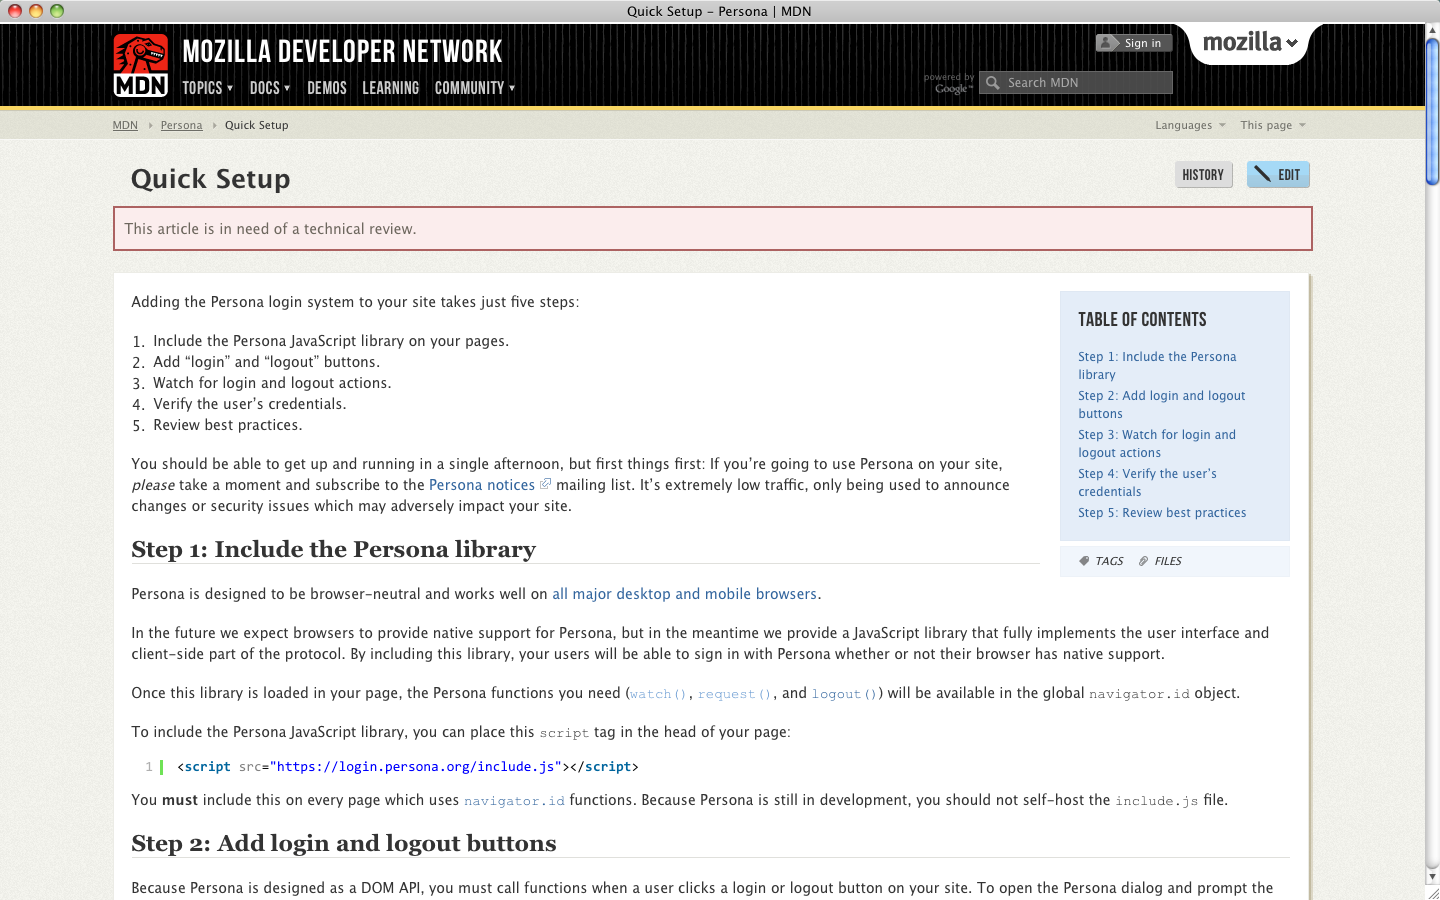 Quick Setup – Persona | MDN
MDN
MOZILLA DEVELOPER NETWORK
Sign in
mozilla
TOPICS ▾ DOCS ▾ DEMOS LEARNING COMMUNITY ▾
powered by
Google™
Search MDN
MDN Persona Quick Setup
Languages This page
Quick Setup
HISTORY EDIT
This article is in need of a technical review.
Adding the Persona login system to your site takes just five steps:
1. Include the Persona JavaScript library on your pages.
2. Add “login” and “logout” buttons.
3. Watch for login and logout actions.
4. Verify the user’s credentials.
5. Review best practices.
You should be able to get up and running in a single afternoon, but first things first: If you’re going to use Persona on your site,
please take a moment and subscribe to the Persona notices mailing list. It’s extremely low traffic, only being used to announce
changes or security issues which may adversely impact your site.
TABLE OF CONTENTS
Step 1: Include the Persona
library
Step 2: Add login and logout
buttons
Step 3: Watch for login and
logout actions
Step 4: Verify the user’s
credentials
Step 5: Review best practices
TAGS FILES
Step 1: Include the Persona library
Persona is designed to be browser-neutral and works well on all major desktop and mobile browsers.
In the future we expect browsers to provide native support for Persona, but in the meantime we provide a JavaScript library that fully implements the user interface and
client-side part of the protocol. By including this library, your users will be able to sign in with Persona whether or not their browser has native support.
Once this library is loaded in your page, the Persona functions you need (watch(), request(), and logout()) will be available in the global navigator.id object.
To include the Persona JavaScript library, you can place this script tag in the head of your page:
1 <script src="https://login.persona.org/include.js"></script>
You must include this on every page which uses navigator.id functions. Because Persona is still in development, you should not self-host the include.js file.
Step 2: Add login and logout buttons
Because Persona is designed as a DOM API, you must call functions when a user clicks a login or logout button on your site. To open the Persona dialog and prompt the